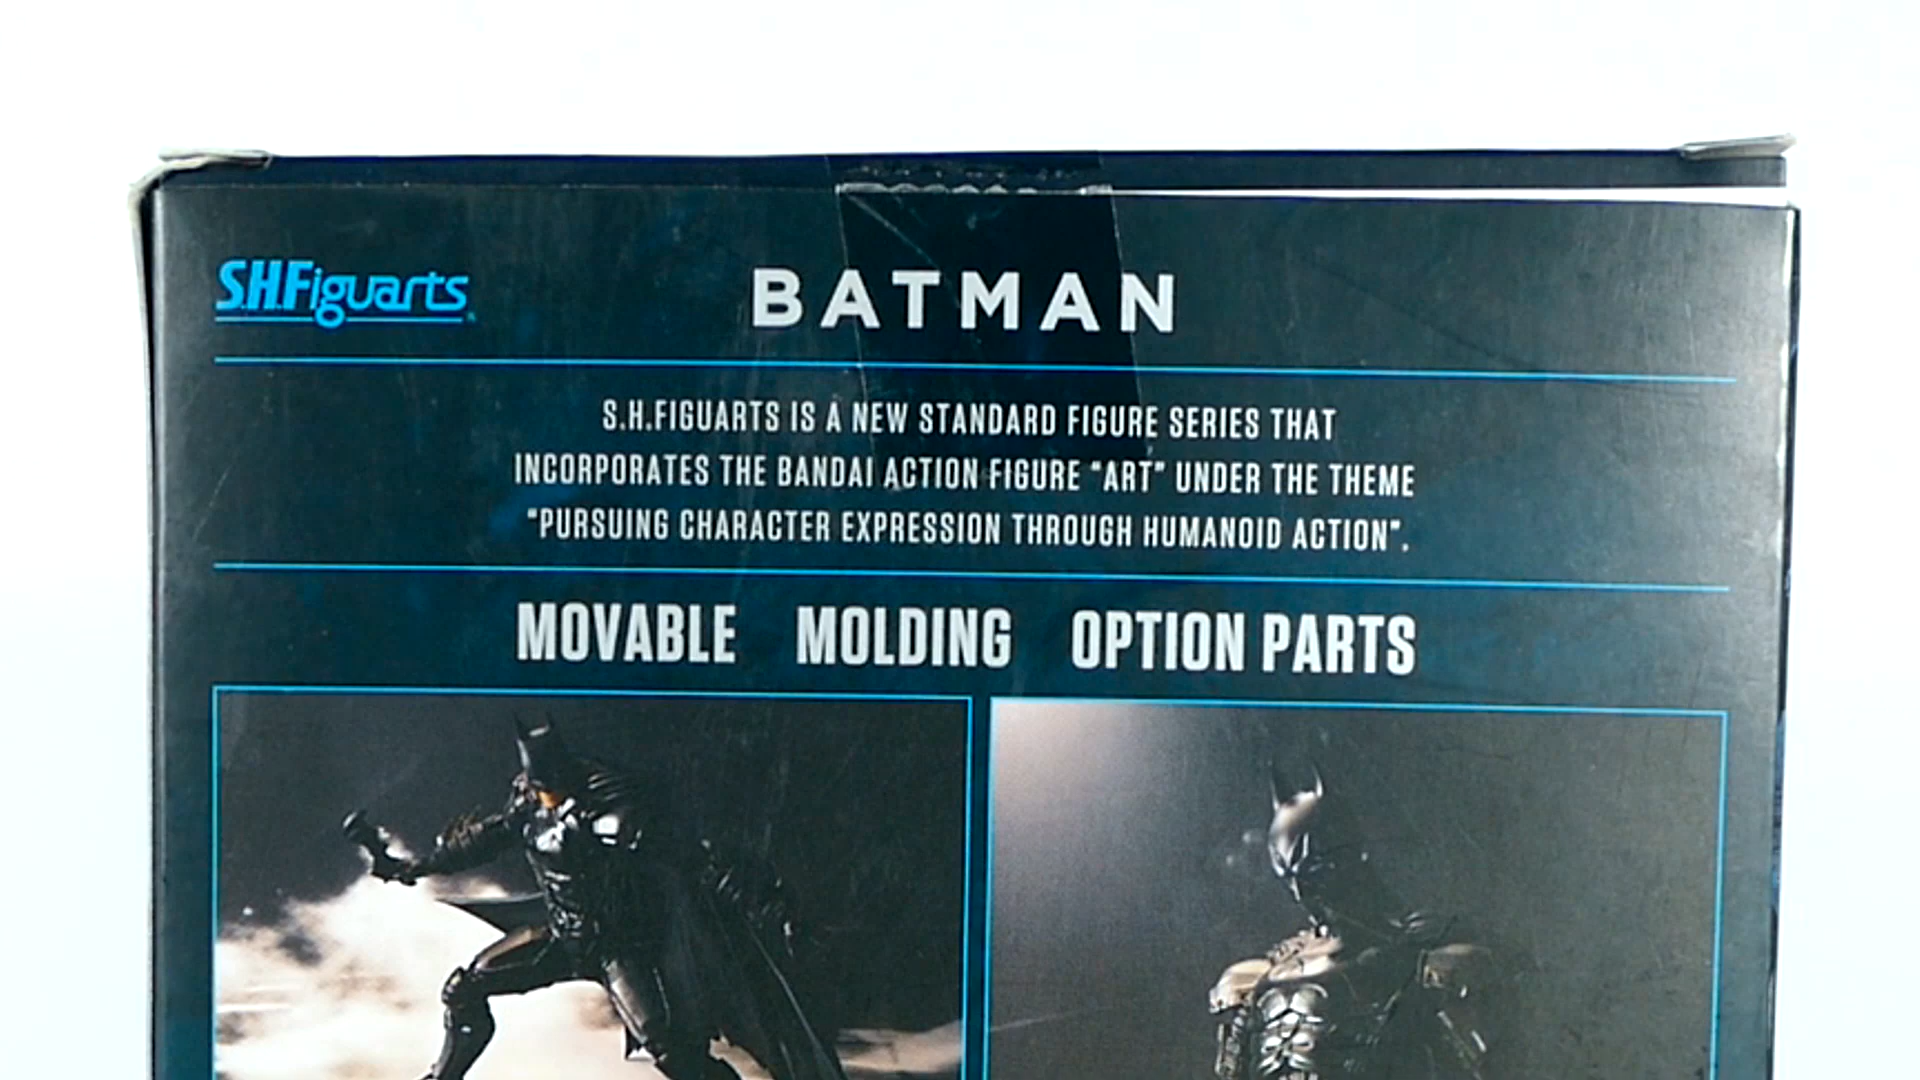 S.H.Figuarts
BATMAN
S.H.FIGUARTS IS A NEW STANDARD FIGURE SERIES THAT
INCORPORATES THE BANDAI ACTION FIGURE "ART" UNDER THE THEME
"PURSUING CHARACTER EXPRESSION THROUGH HUMANOID ACTION".
MOVABLE MOLDING OPTION PARTS